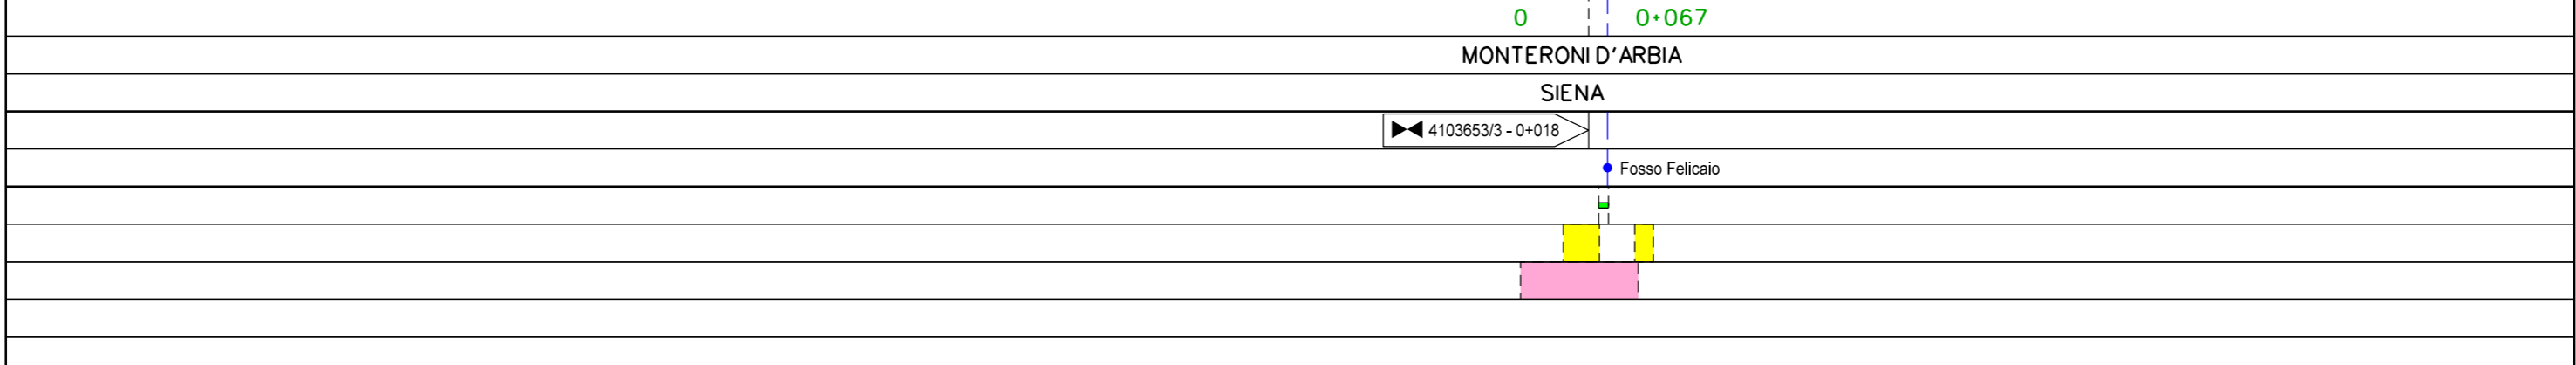 0 0+067
MONTERONI D'ARBIA
SIENA
4103653/3 - 0+018
Fosso Felicaio